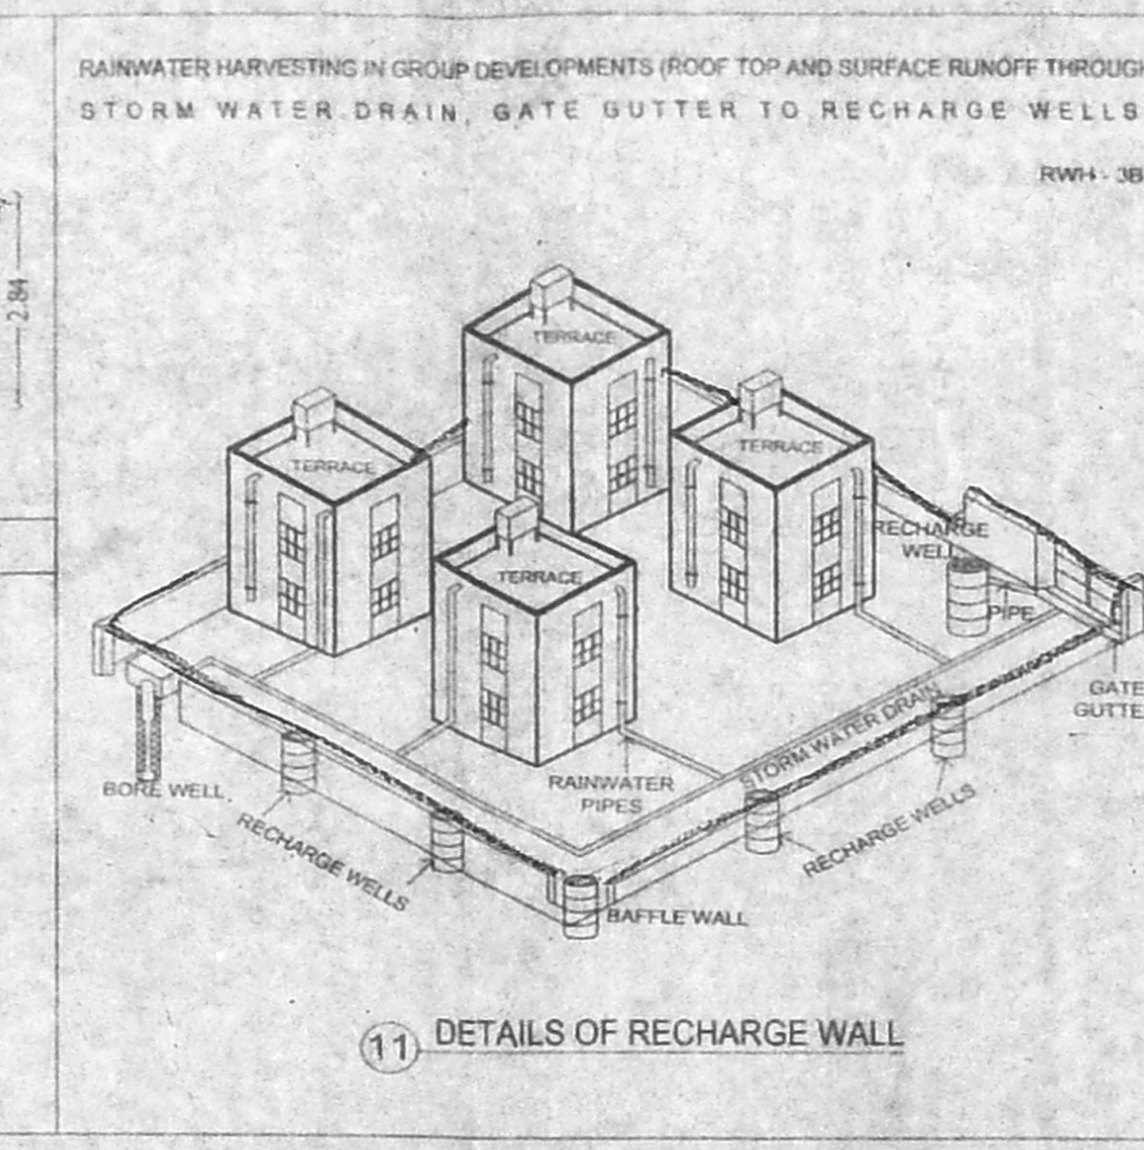 RAINWATER HARVESTING IN GROUP DEVELOPMENTS (ROOF TOP AND SURFACE RUNOFF THROUGH
STORM WATER DRAIN, GATE GUTTER TO RECHARGE WELLS
RWH - 3B
2.84
TERRACE
TERRACE
TERRACE
TERRACE
RECHARGE
WELL
PIPE
GATE
GUTTE
STORM WATER DRAIN
RAINWATER
PIPES
BORE WELL
RECHARGE WELLS
RECHARGE WELLS
BAFFLE WALL
11 DETAILS OF RECHARGE WALL